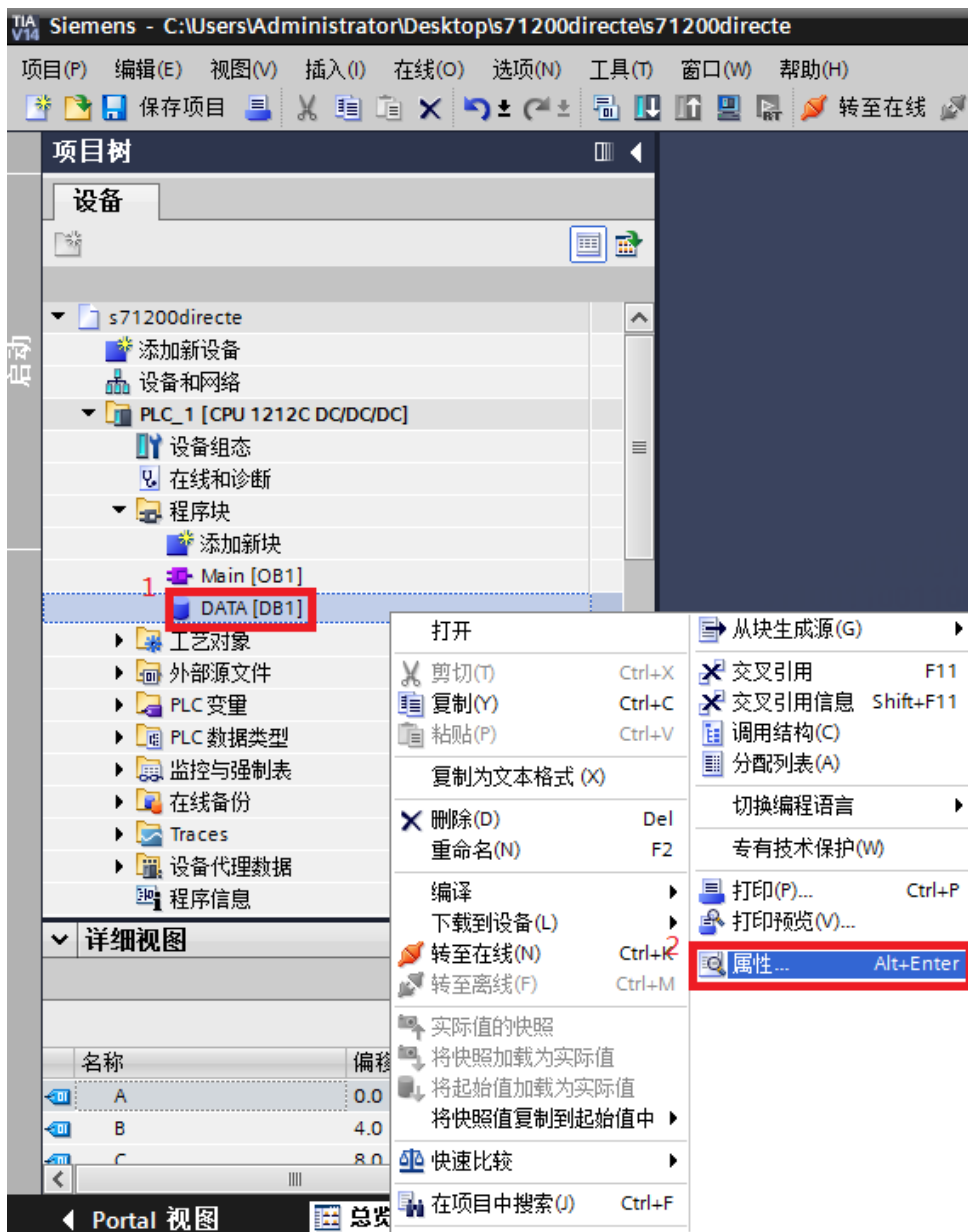 TIA V14 Siemens - C:\Users\Administrator\Desktop\s71200directe\s71200directe
项目(P) 编辑(E) 视图(V) 插入(I) 在线(O) 选项(N) 工具(T) 窗口(W) 帮助(H)
保存项目 RT 转至在线
项目树
启动
设备
s71200directe
添加新设备
设备和网络
PLC_1 [CPU 1212C DC/DC/DC]
设备组态
在线和诊断
程序块
添加新块
Main [OB1]
1
DATA [DB1]
工艺对象
外部源文件
PLC 变量
PLC 数据类型
监控与强制表
在线备份
Traces
设备代理数据
程序信息
详细视图
名称 偏移
A 0.0
B 4.0
C 8.0
Portal 视图 总览
打开
剪切(T) Ctrl+X
复制(Y) Ctrl+C
粘贴(P) Ctrl+V
复制为文本格式 (X)
删除(D) Del
重命名(N) F2
编译
下载到设备(L)
转至在线(N) Ctrl+K
转至离线(F) Ctrl+M
实际值的快照
将快照加载为实际值
将起始值加载为实际值
将快照值复制到起始值中
快速比较
在项目中搜索(J) Ctrl+F
从块生成源(G)
交叉引用 F11
交叉引用信息 Shift+F11
调用结构(C)
分配列表(A)
切换编程语言
专有技术保护(W)
打印(P)... Ctrl+P
打印预览(V)...
2
属性... Alt+Enter